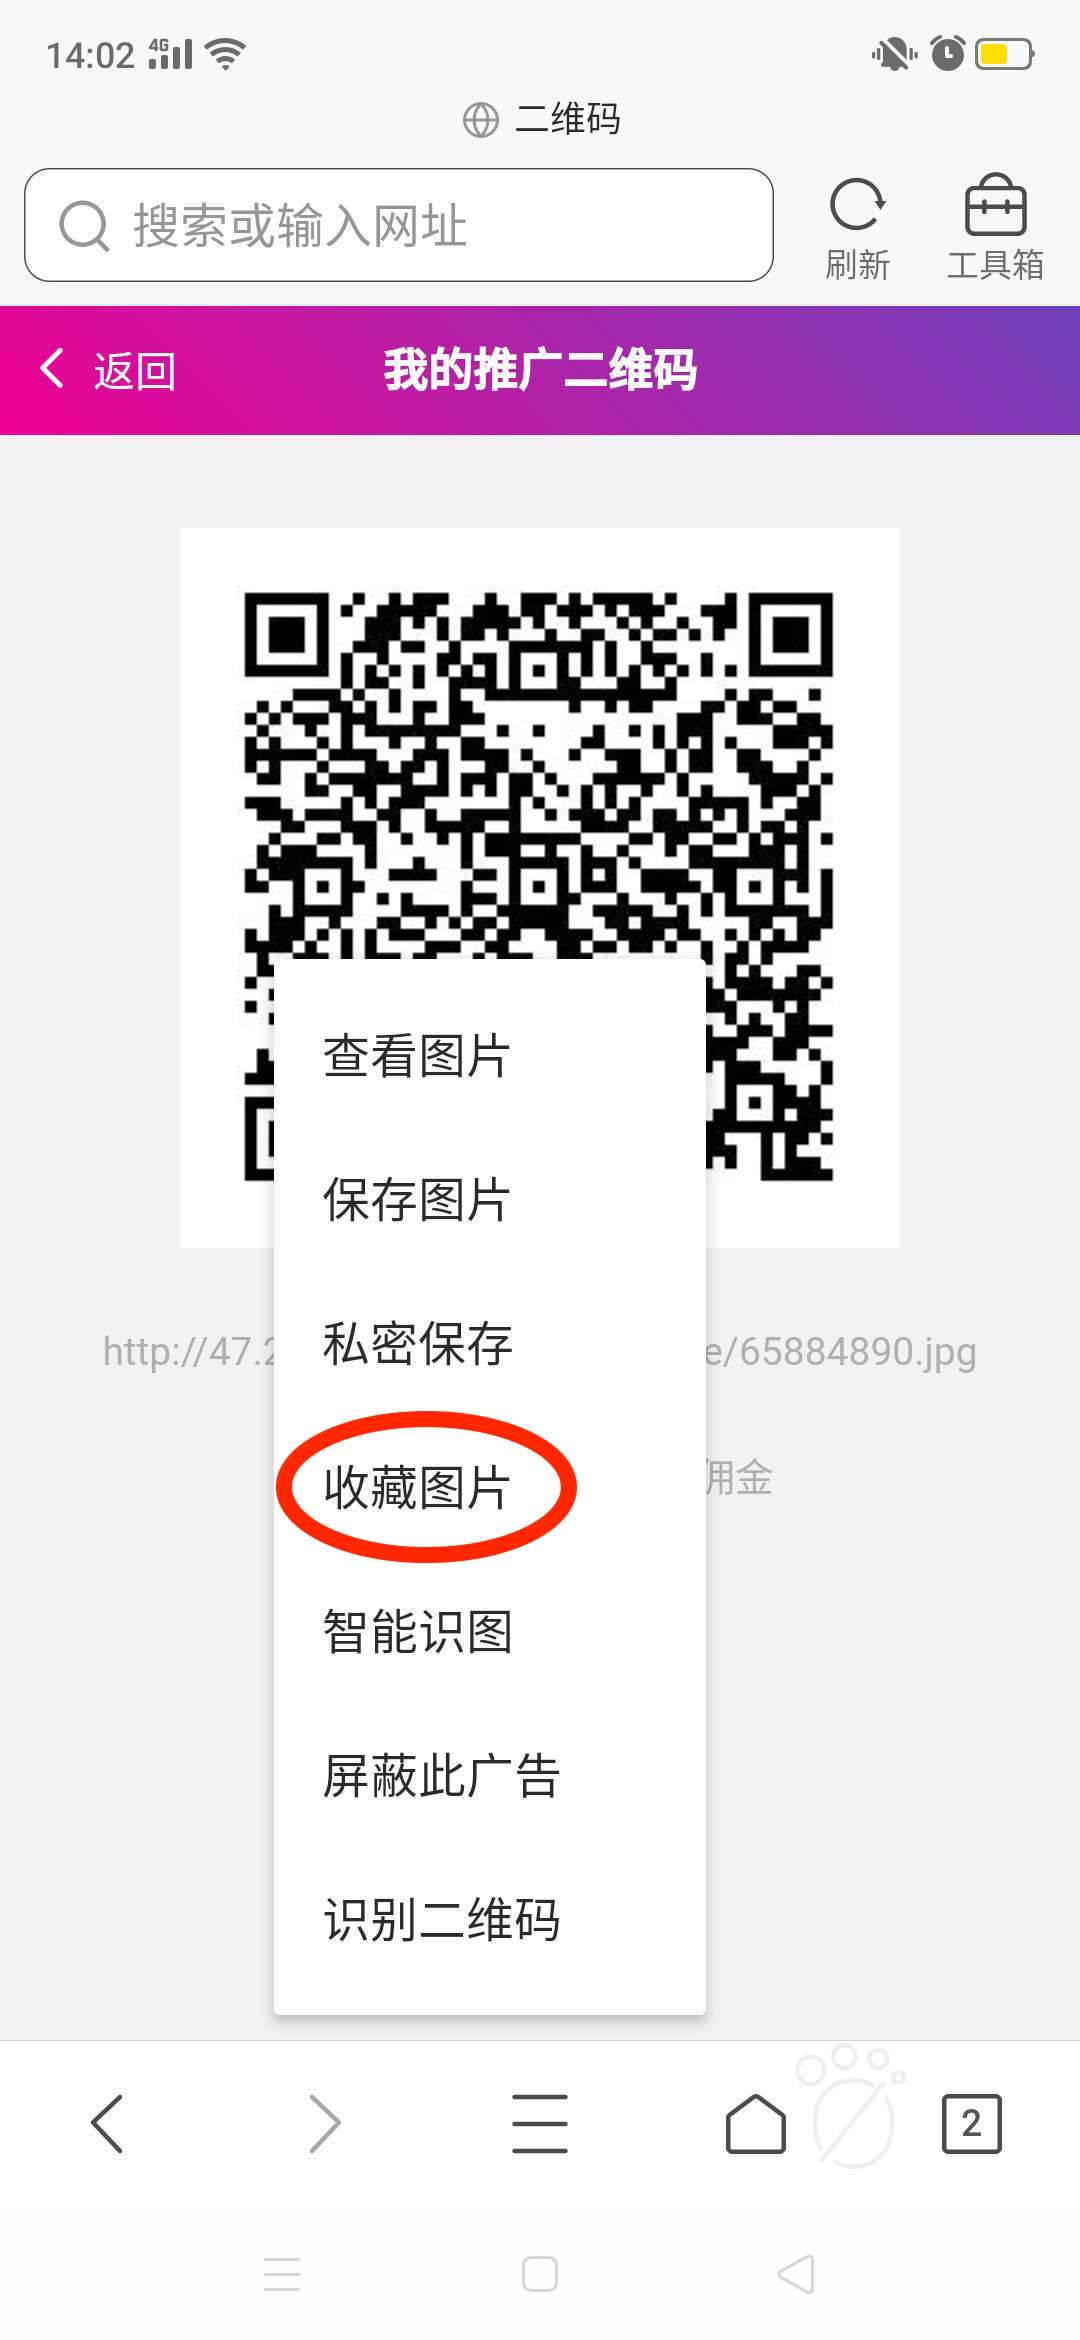 14:02 4G
二维码
搜索或输入网址
刷新
工具箱
返回
我的推广二维码
查看图片
保存图片
私密保存
http://47.2
e/65884890.jpg
收藏图片
佣金
智能识图
屏蔽此广告
识别二维码
2